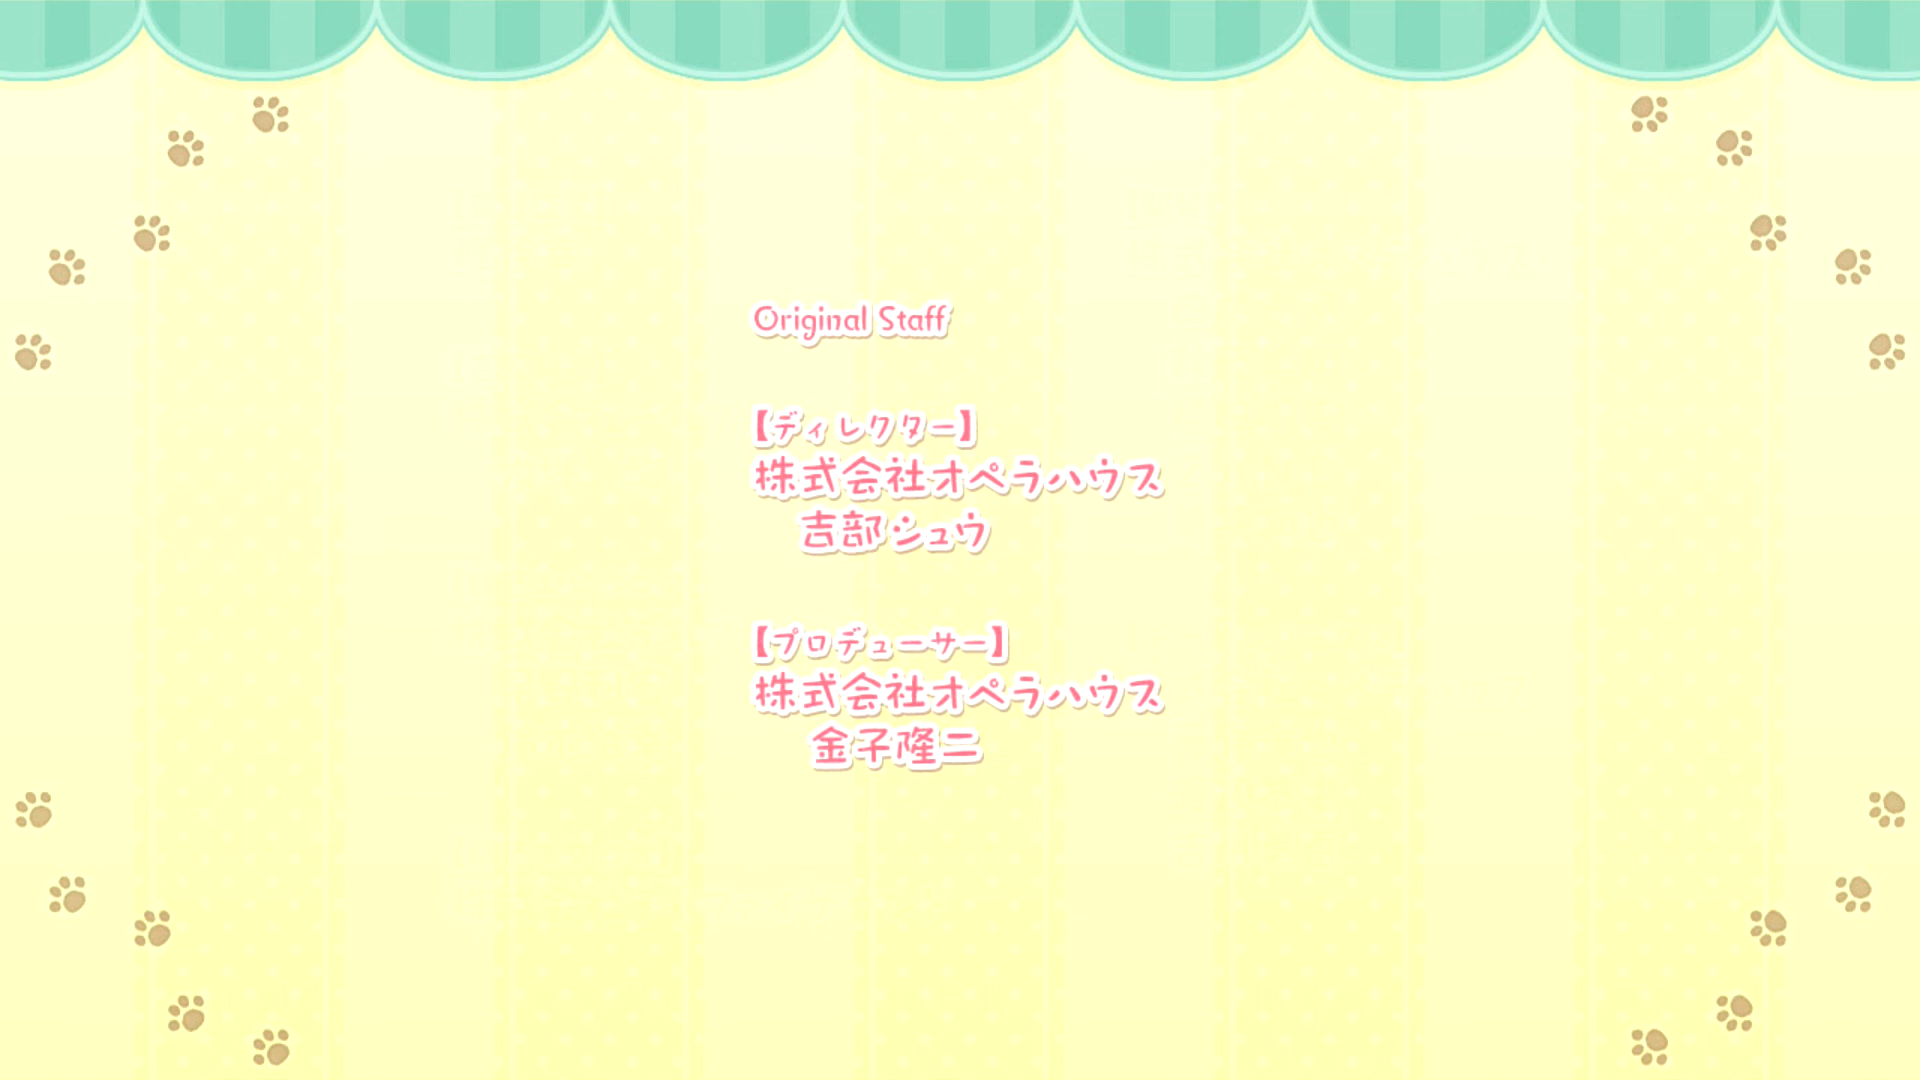 Original Staff
【ディレクター】
株式会社オペラハウス
吉部シュウ
【プロデューサー】
株式会社オペラハウス
金子隆二